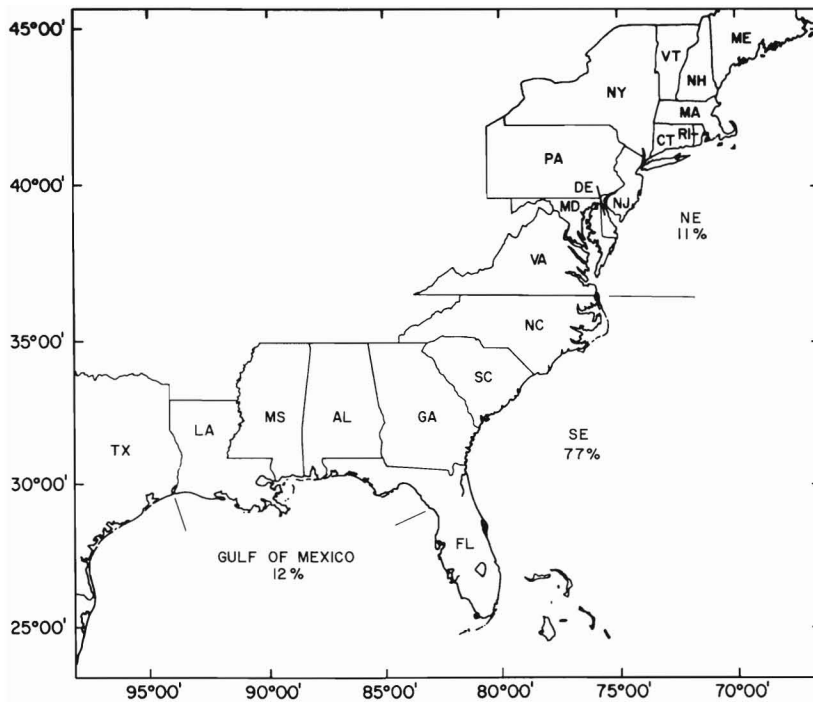 45°00'
ME
VT
NH
NY
MA
CT
RI
PA
40°00'
DE
MD
NJ
NE
11%
VA
35°00'
NC
SC
MS
AL
GA
LA
TX
SE
77%
30°00'
GULF OF MEXICO
12%
FL
25°00'
95°00' 90°00' 85°00' 80°00' 75°00' 70°00'